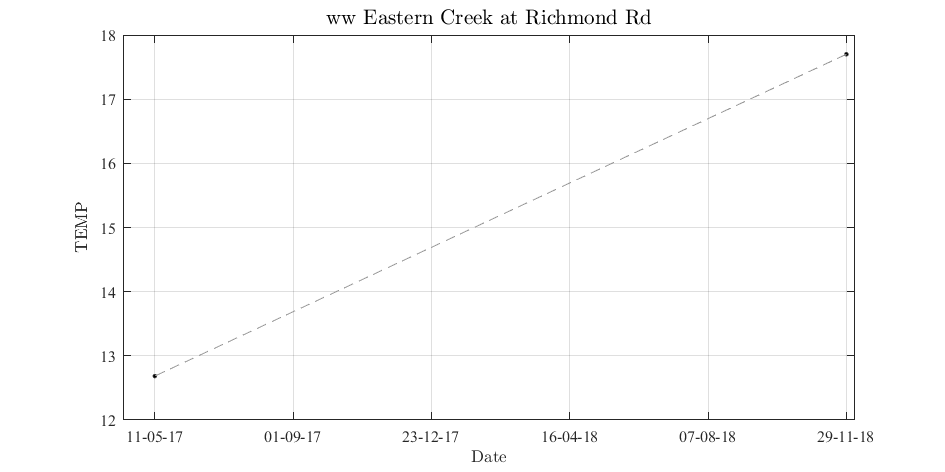 ww Eastern Creek at Richmond Rd
18
17
16
15
14
13
12
TEMP
11-05-17 01-09-17 23-12-17 16-04-18 07-08-18 29-11-18
Date